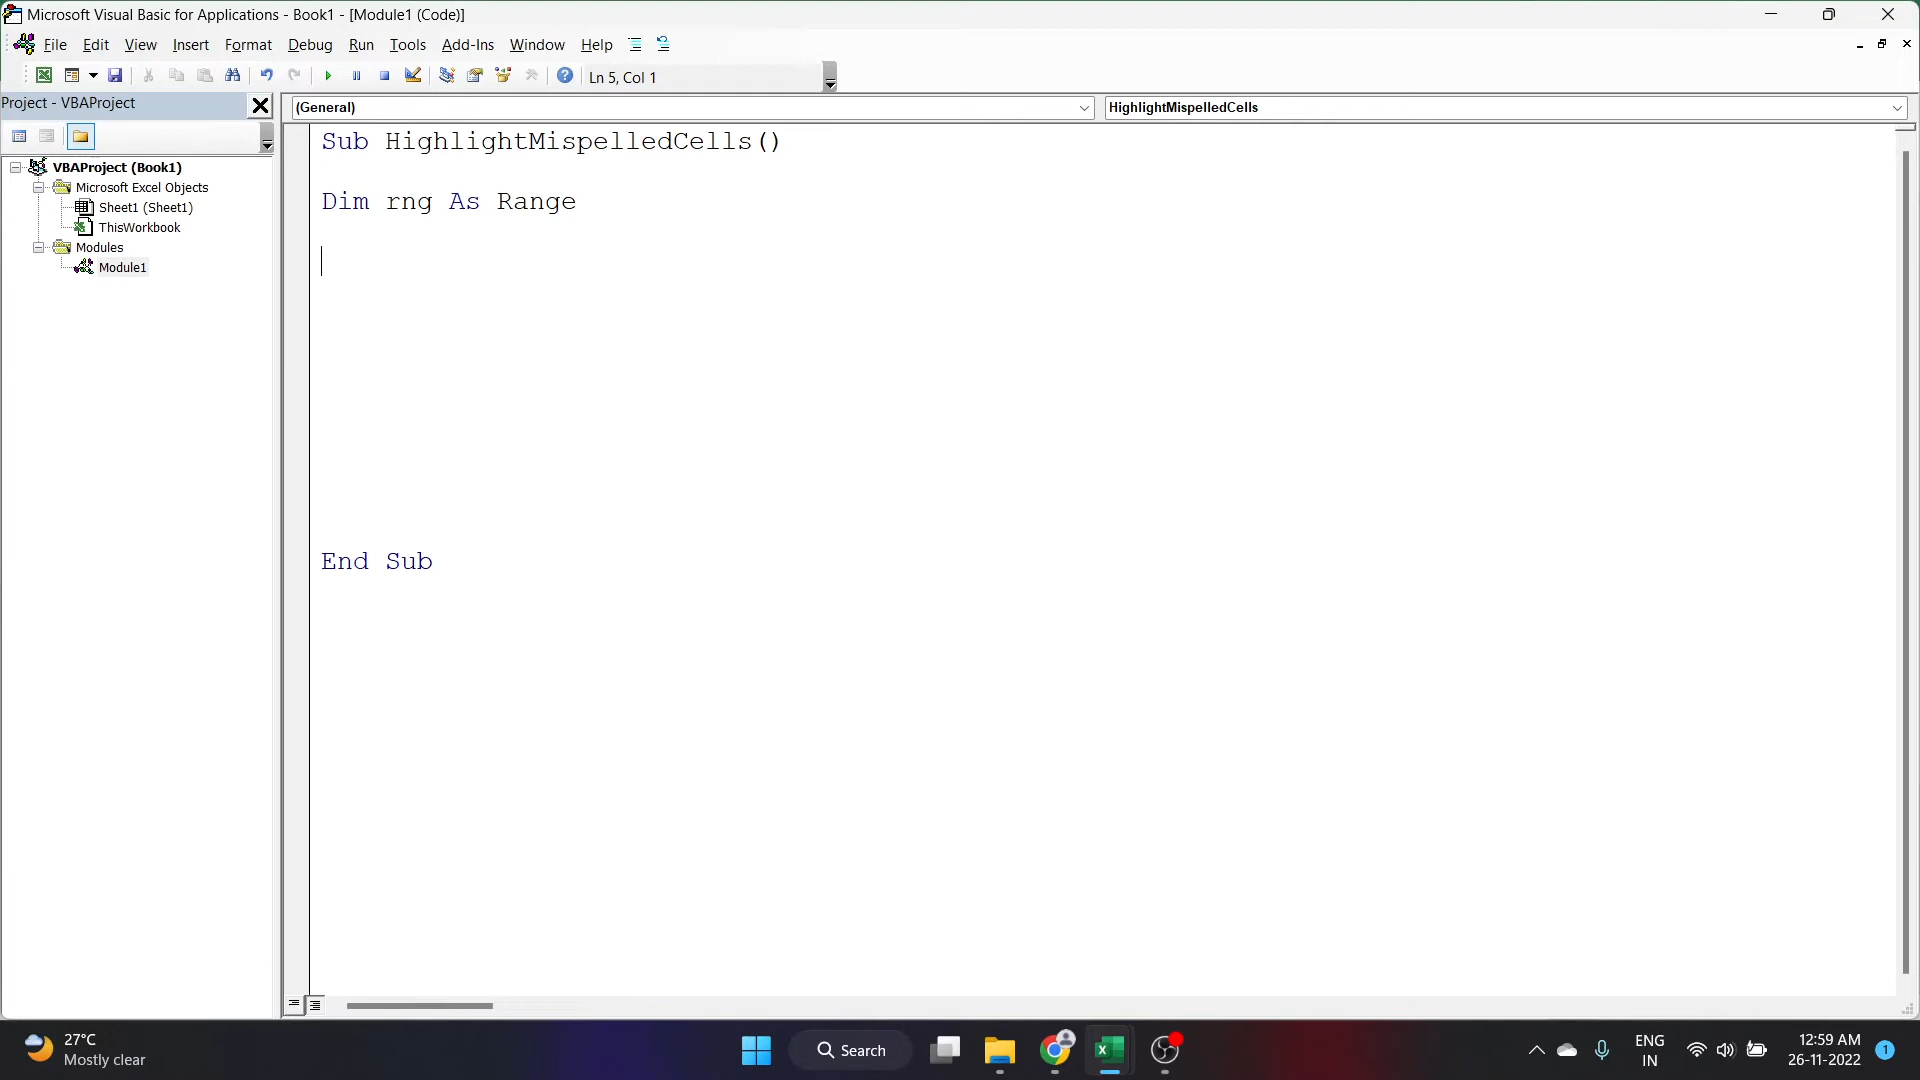 Microsoft Visual Basic for Applications - Book1 - [Module1 (Code)]
File Edit View Insert Format Debug Run Tools Add-Ins Window Help
Ln 5, Col 1
Project - VBAProject
(General)
HighlightMispelledCells
VBAProject (Book1)
Microsoft Excel Objects
Sheet1 (Sheet1)
ThisWorkbook
Modules
Module1
Sub HighlightMispelledCells()
Dim rng As Range
End Sub
27°C
Mostly clear
Search
ENG
IN
12:59 AM
26-11-2022
1